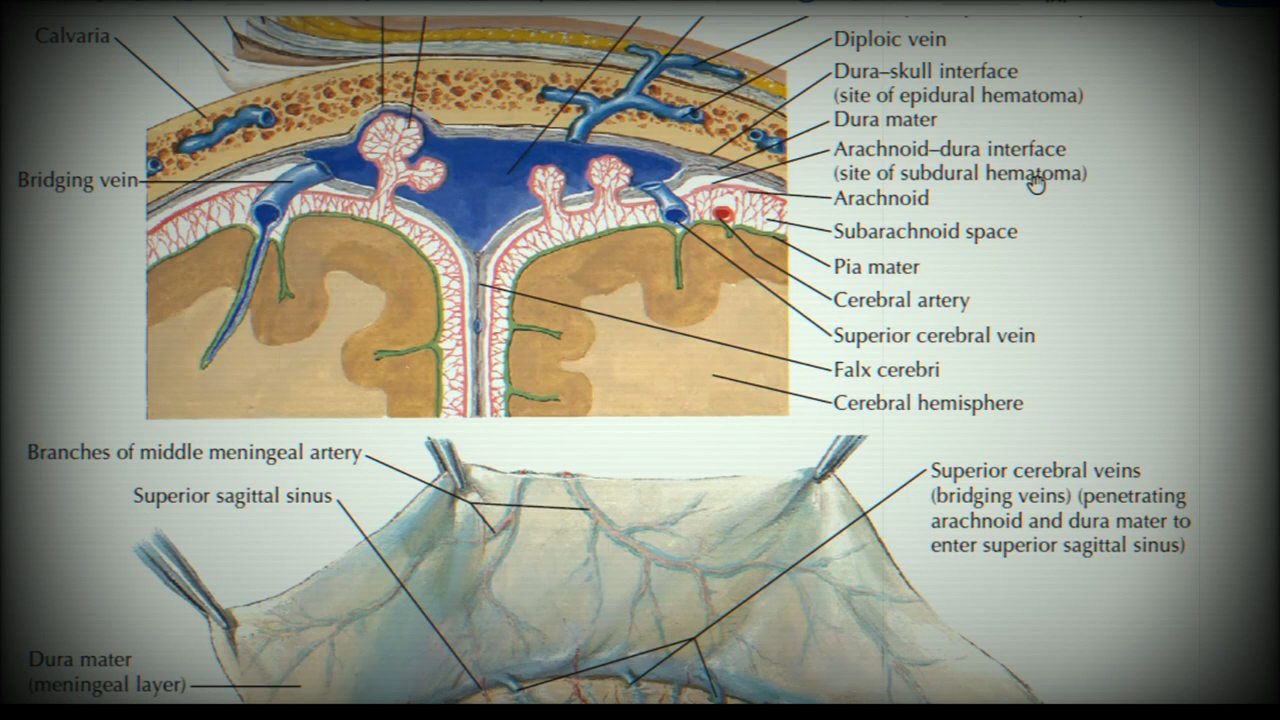 Calvaria
Bridging vein
Diploic vein
Dura–skull interface
(site of epidural hematoma)
Dura mater
Arachnoid–dura interface
(site of subdural hematoma)
Arachnoid
Subarachnoid space
Pia mater
Cerebral artery
Superior cerebral vein
Falx cerebri
Cerebral hemisphere
Branches of middle meningeal artery
Superior sagittal sinus
Superior cerebral veins
(bridging veins) (penetrating
arachnoid and dura mater to
enter superior sagittal sinus)
Dura mater
(meningeal layer)